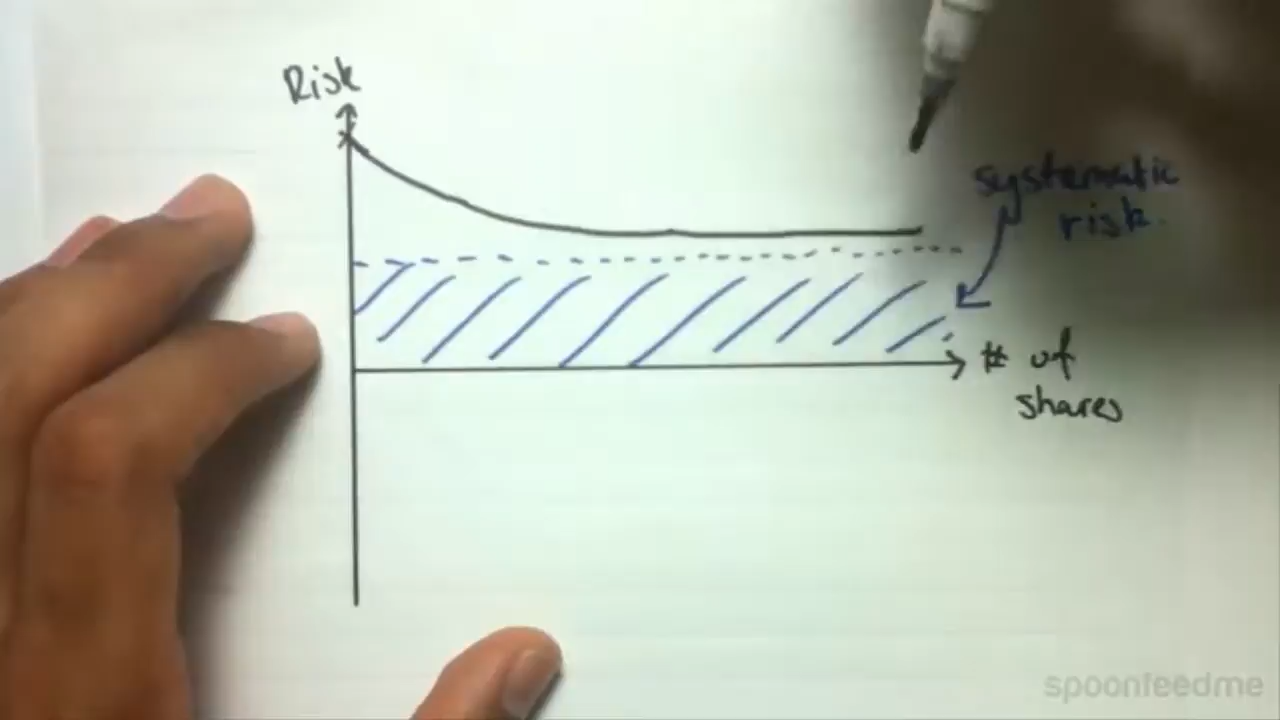 Risk
systematic
risk.
# of
shares
spoonfeedme